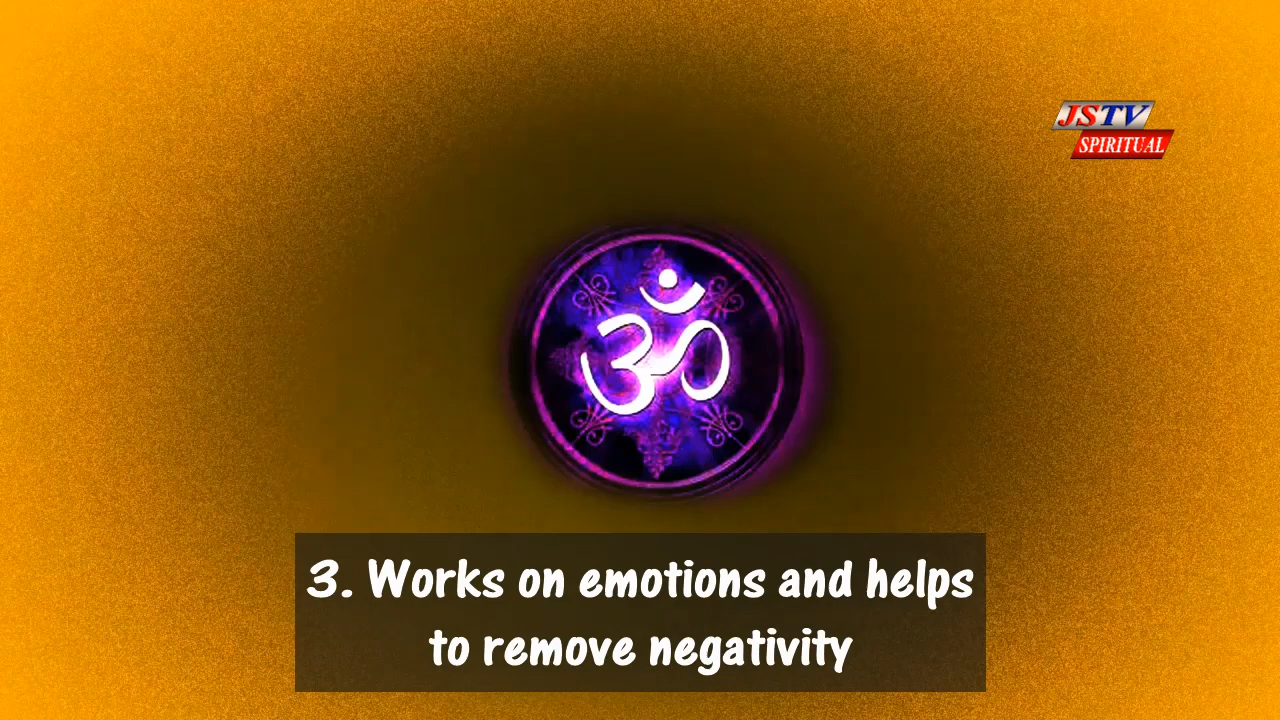 JSTV
SPIRITUAL
ॐ
3. Works on emotions and helps
to remove negativity